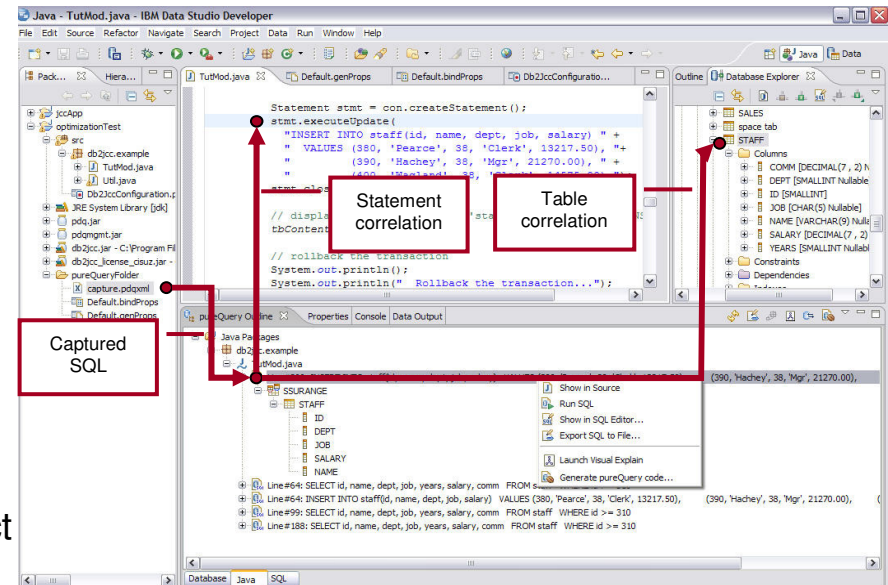 Java - TutMod.java - IBM Data Studio Developer
File Edit Source Refactor Navigate Search Project Data Run Window Help
Java Data
Pack... Hiera...
TutMod.java Default.genProps Default.bindProps Db2JccConfiguratio...
Outline Database Explorer
jccApp
optimizationTest
src
db2jcc.example
TutMod.java
Util.java
Db2JccConfiguration.p
JRE System Library [jdk]
pdq.jar
pdqmgmt.jar
db2jcc.jar - C:\Program Fil
db2jcc_license_cisuz.jar -
pureQueryFolder
capture.pdqxml
Default.bindProps
Default.genProps
Statement stmt = con.createStatement();
stmt.executeUpdate(
"INSERT INTO staff(id, name, dept, job, salary) " +
" VALUES (380, 'Pearce', 38, 'Clerk', 13217.50), "+
" (390, 'Hachey', 38, 'Mgr', 21270.00), " +
// rollback the transaction
System.out.println();
System.out.println(" Rollback the transaction...");
SALES
space tab
STAFF
Columns
COMM [DECIMAL(7 , 2) N
DEPT [SMALLINT Nullable
ID [SMALLINT]
JOB [CHAR(5) Nullable]
NAME [VARCHAR(9) Nulla
SALARY [DECIMAL(7 , 2)
YEARS [SMALLINT Nullabl
Constraints
Dependencies
Statement
correlation
Table
correlation
Captured
SQL
pureQuery Outline Properties Console Data Output
Java Packages
db2jcc.example
TutMod.java
(390, 'Hachey', 38, 'Mgr', 21270.00),
SSURANGE
STAFF
ID
DEPT
JOB
SALARY
NAME
Show in Source
Run SQL
Show in SQL Editor...
Export SQL to File...
Launch Visual Explain
Generate pureQuery code...
Line#64: SELECT id, name, dept, job, years, salary, comm FROM
Line#64: INSERT INTO staff(id, name, dept, job, salary) VALUES (380, 'Pearce', 38, 'Clerk', 13217.50), (390, 'Hachey', 38, 'Mgr', 21270.00), (
Line#99: SELECT id, name, dept, job, years, salary, comm FROM staff WHERE id >= 310
Line#188: SELECT id, name, dept, job, years, salary, comm FROM staff WHERE id >= 310
ct
Database Java SQL